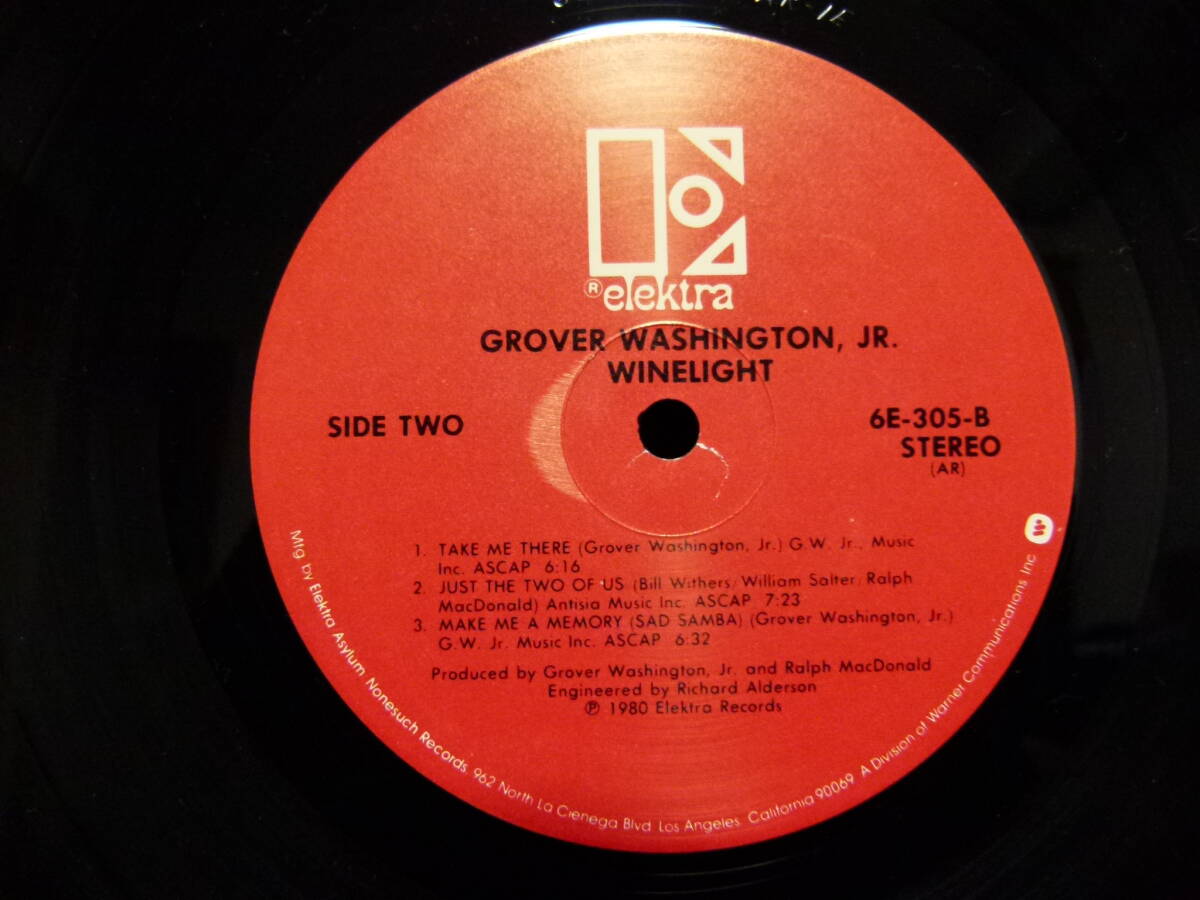 ® elektra
GROVER WASHINGTON, JR.
WINELIGHT
SIDE TWO
6E-305-B
STEREO
(AR)
1. TAKE ME THERE (Grover Washington, Jr.) G.W. Jr., Music
Inc. ASCAP 6:16
2. JUST THE TWO OF US (Bill Withers/William Salter/Ralph
MacDonald) Antisia Music Inc. ASCAP 7:23
3. MAKE ME A MEMORY (SAD SAMBA) (Grover Washington, Jr.)
G.W. Jr. Music Inc. ASCAP 6:32
Produced by Grover Washington, Jr. and Ralph MacDonald
Engineered by Richard Alderson
℗ 1980 Elektra Records
Mfg by Elektra Asylum Nonesuch Records. 962 North La Cienega Blvd. Los Angeles. California 90069 A Division of Warner Communications Inc